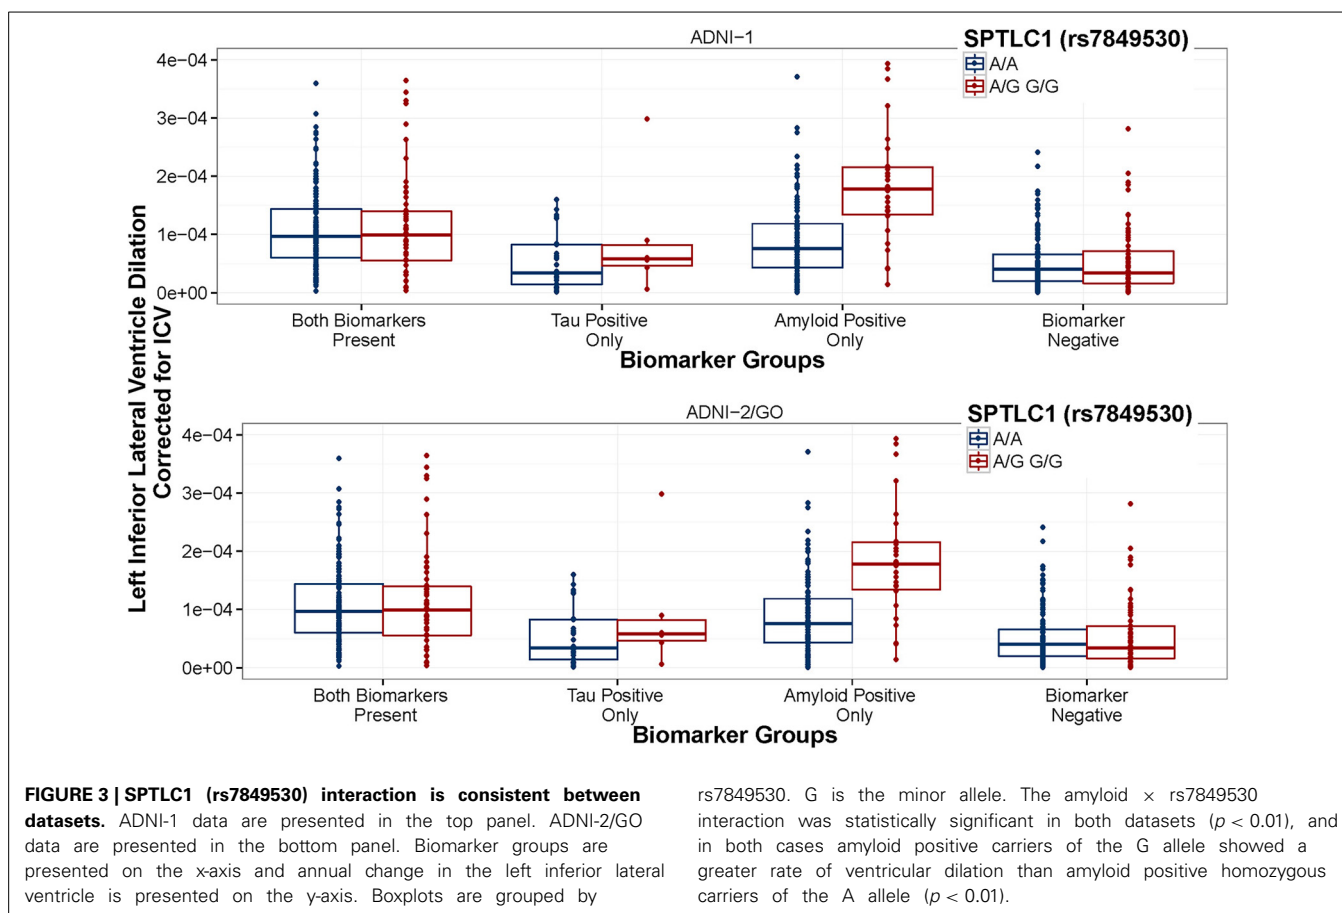 ADNI−1
SPTLC1 (rs7849530)
A/A
A/G G/G
4e−04
3e−04
2e−04
1e−04
0e+00
Both Biomarkers
Present
Tau Positive
Only
Amyloid Positive
Only
Biomarker
Negative
Biomarker Groups
Left Inferior Lateral Ventricle Dilation
Corrected for ICV
ADNI−2/GO
SPTLC1 (rs7849530)
A/A
A/G G/G
4e−04
3e−04
2e−04
1e−04
0e+00
Both Biomarkers
Present
Tau Positive
Only
Amyloid Positive
Only
Biomarker
Negative
Biomarker Groups
FIGURE 3 | SPTLC1 (rs7849530) interaction is consistent between
datasets. ADNI-1 data are presented in the top panel. ADNI-2/GO
data are presented in the bottom panel. Biomarker groups are
presented on the x-axis and annual change in the left inferior lateral
ventricle is presented on the y-axis. Boxplots are grouped by
rs7849530. G is the minor allele. The amyloid × rs7849530
interaction was statistically significant in both datasets (p < 0.01), and
in both cases amyloid positive carriers of the G allele showed a
greater rate of ventricular dilation than amyloid positive homozygous
carriers of the A allele (p < 0.01).